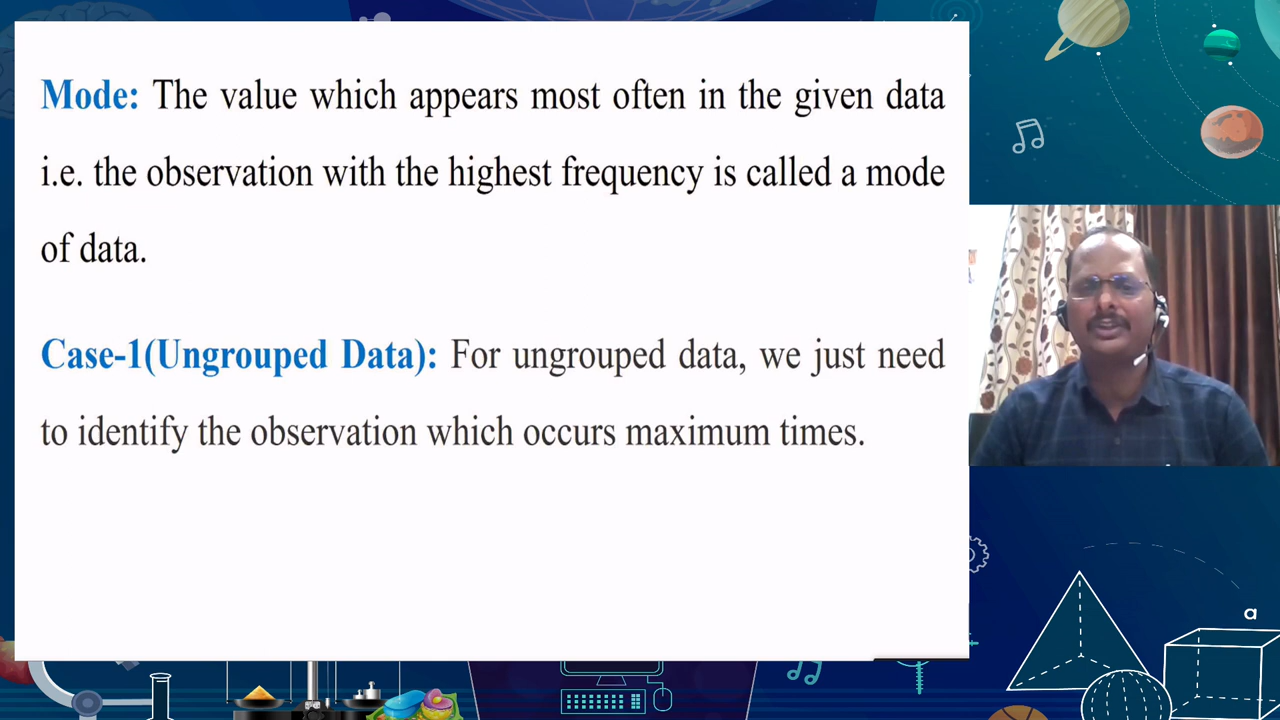 Mode: The value which appears most often in the given data
i.e. the observation with the highest frequency is called a mode
of data.
Case-1(Ungrouped Data): For ungrouped data, we just need
to identify the observation which occurs maximum times.
a